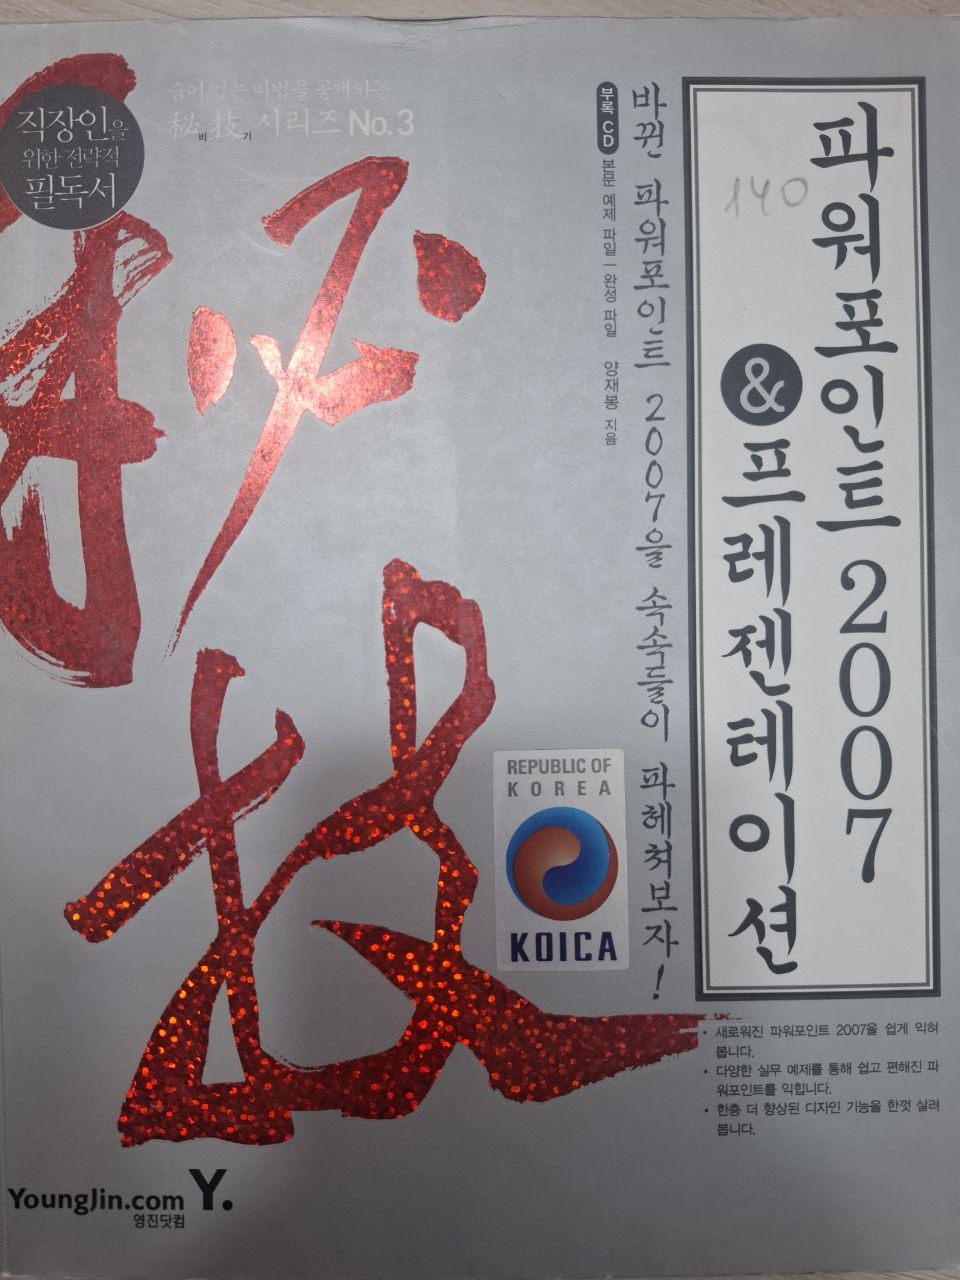 직장인을
위한 전략적
필독서
숨어 있는 비법을 공개하는
秘비技기 시리즈 No.3
秘技
부록 CD 본문 예제 파일 | 완성 파일 양재봉 지음
바뀐 파워포인트 2007을 속속들이 파헤쳐보자!
140
파워포인트 2007
& 프레젠테이션
REPUBLIC OF
KOREA
KOICA
• 새로워진 파워포인트 2007을 쉽게 익혀
봅니다.
• 다양한 실무 예제를 통해 쉽고 편해진 파
워포인트를 익힙니다.
• 한층 더 향상된 디자인 기능을 한껏 살려
봅니다.
YoungJin.com Y.
영진닷컴